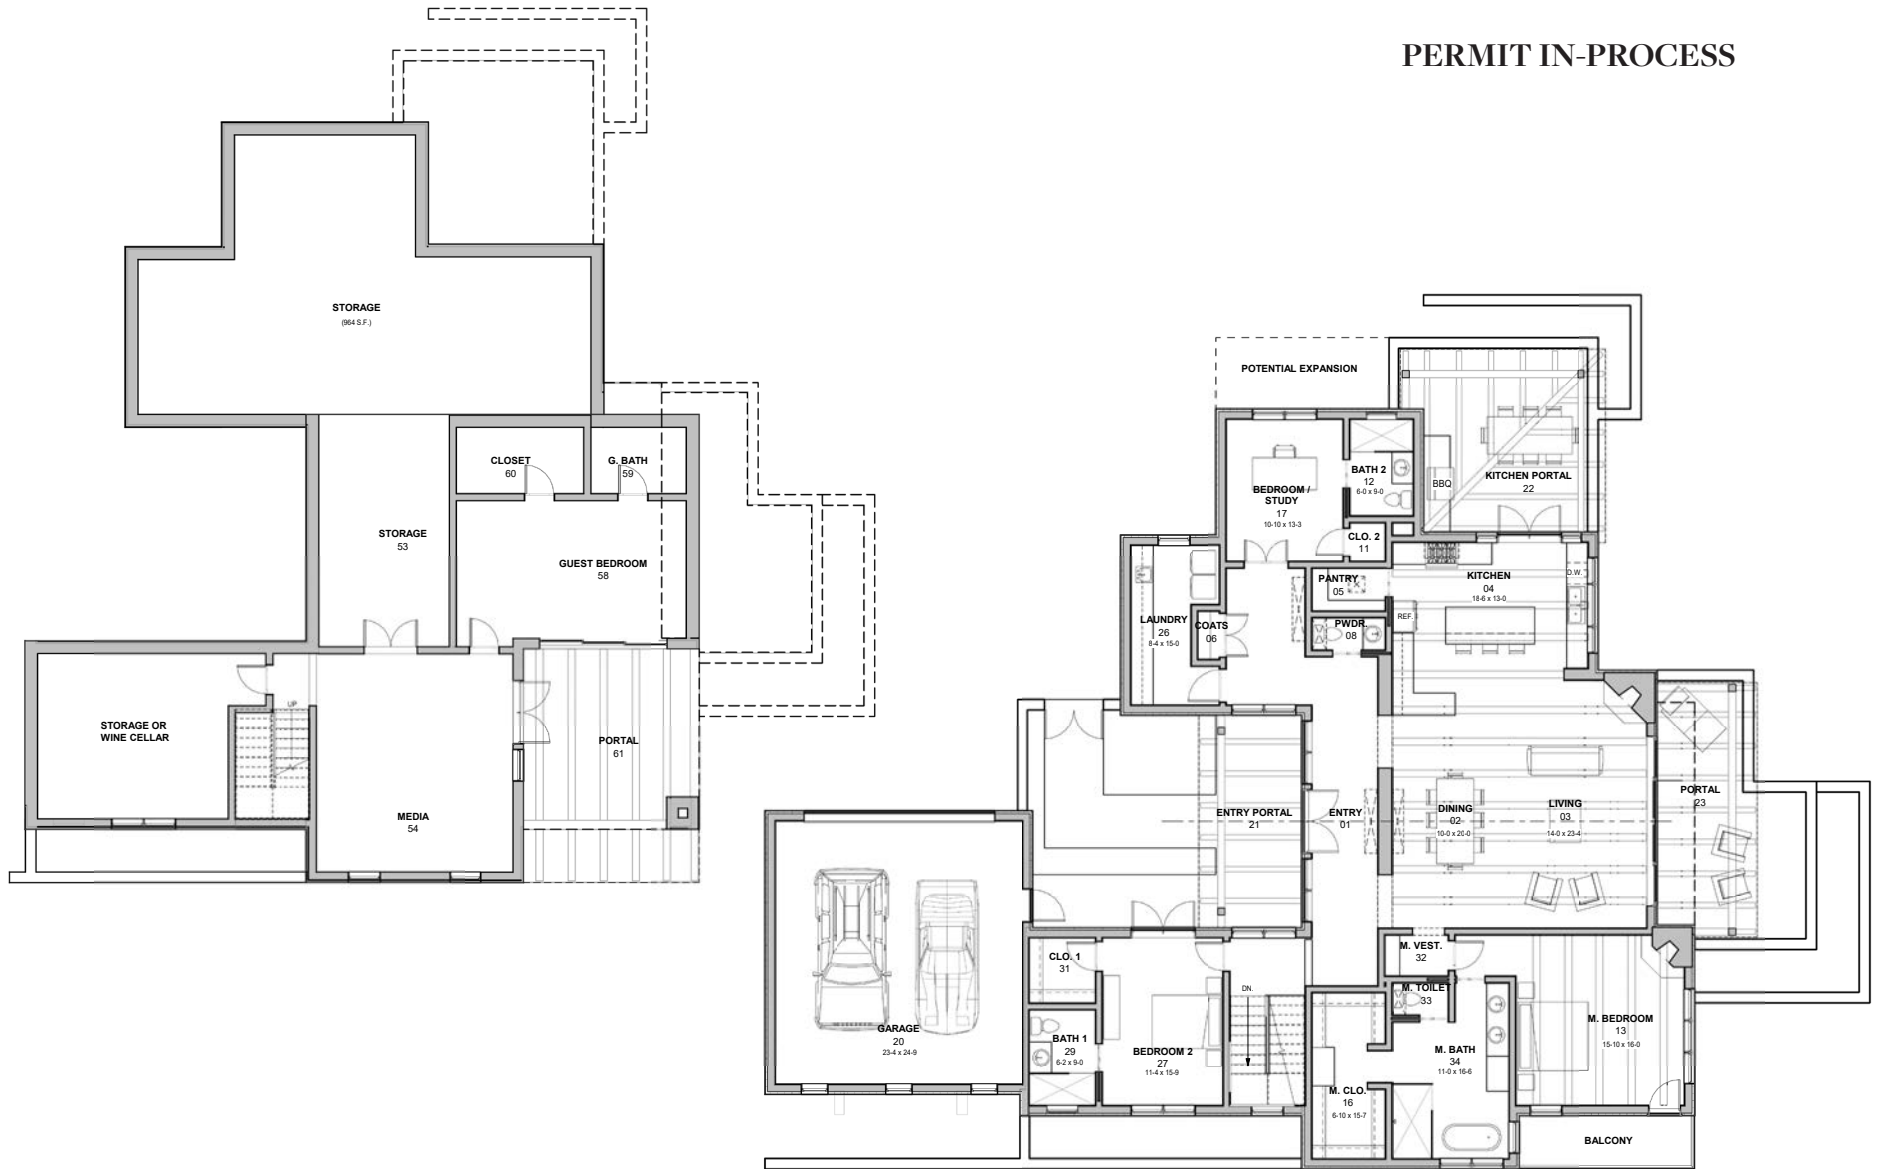 PERMIT IN-PROCESS
STORAGE
(964 S.F.)
CLOSET
60
G. BATH
59
STORAGE
53
GUEST BEDROOM
58
UP
STORAGE OR
WINE CELLAR
PORTAL
61
MEDIA
54
POTENTIAL EXPANSION
KITCHEN PORTAL
22
BBQ
BATH 2
12
6-0 x 9-0
BEDROOM /
STUDY
17
10-10 x 13-3
CLO. 2
11
PANTRY
05
KITCHEN
04
18-6 x 13-0
D.W.
REF.
LAUNDRY
26
8-4 x 15-0
COATS
06
PWDR.
08
ENTRY PORTAL
21
ENTRY
01
DINING
02
10-0 x 20-0
LIVING
03
14-0 x 23-4
PORTAL
23
GARAGE
20
23-4 x 24-9
CLO. 1
31
BATH 1
29
6-2 x 9-0
BEDROOM 2
27
11-4 x 15-9
DN.
M. VEST.
32
M. TOILET
33
M. BEDROOM
13
15-10 x 16-0
M. BATH
34
11-0 x 16-6
M. CLO.
16
6-10 x 15-7
BALCONY